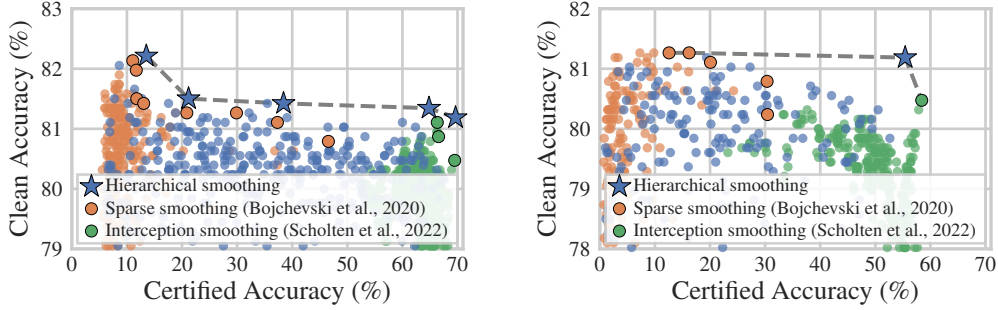 83
82
81
80
79
Clean Accuracy (%)
Hierarchical smoothing
Sparse smoothing (Bojchevski et al., 2020)
Interception smoothing (Scholten et al., 2022)
0 10 20 30 40 50 60 70
Certified Accuracy (%)
82
81
80
79
78
Clean Accuracy (%)
Hierarchical smoothing
Sparse smoothing (Bojchevski et al., 2020)
Interception smoothing (Scholten et al., 2022)
0 10 20 30 40 50 60 70
Certified Accuracy (%)